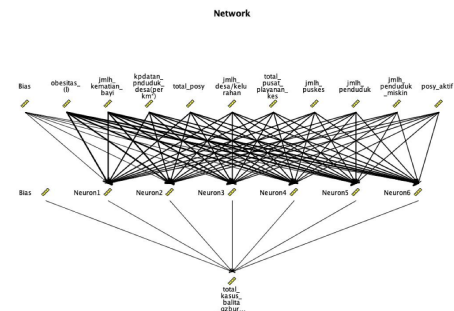 Network
Bias
obesitas_
(l)
jmlh_
kematian_
bayi
kpdatan_
pnduduk_
desa(per
km²)
total_posy
jmlh_
desa/kelu
rahan
total_
pusat_
playanan_
kes
jmlh_
puskes
jmlh_
penduduk
jmlh_
penduduk
_miskin
posy_aktif
Bias
Neuron1
Neuron2
Neuron3
Neuron4
Neuron5
Neuron6
total_
kasus_
balita